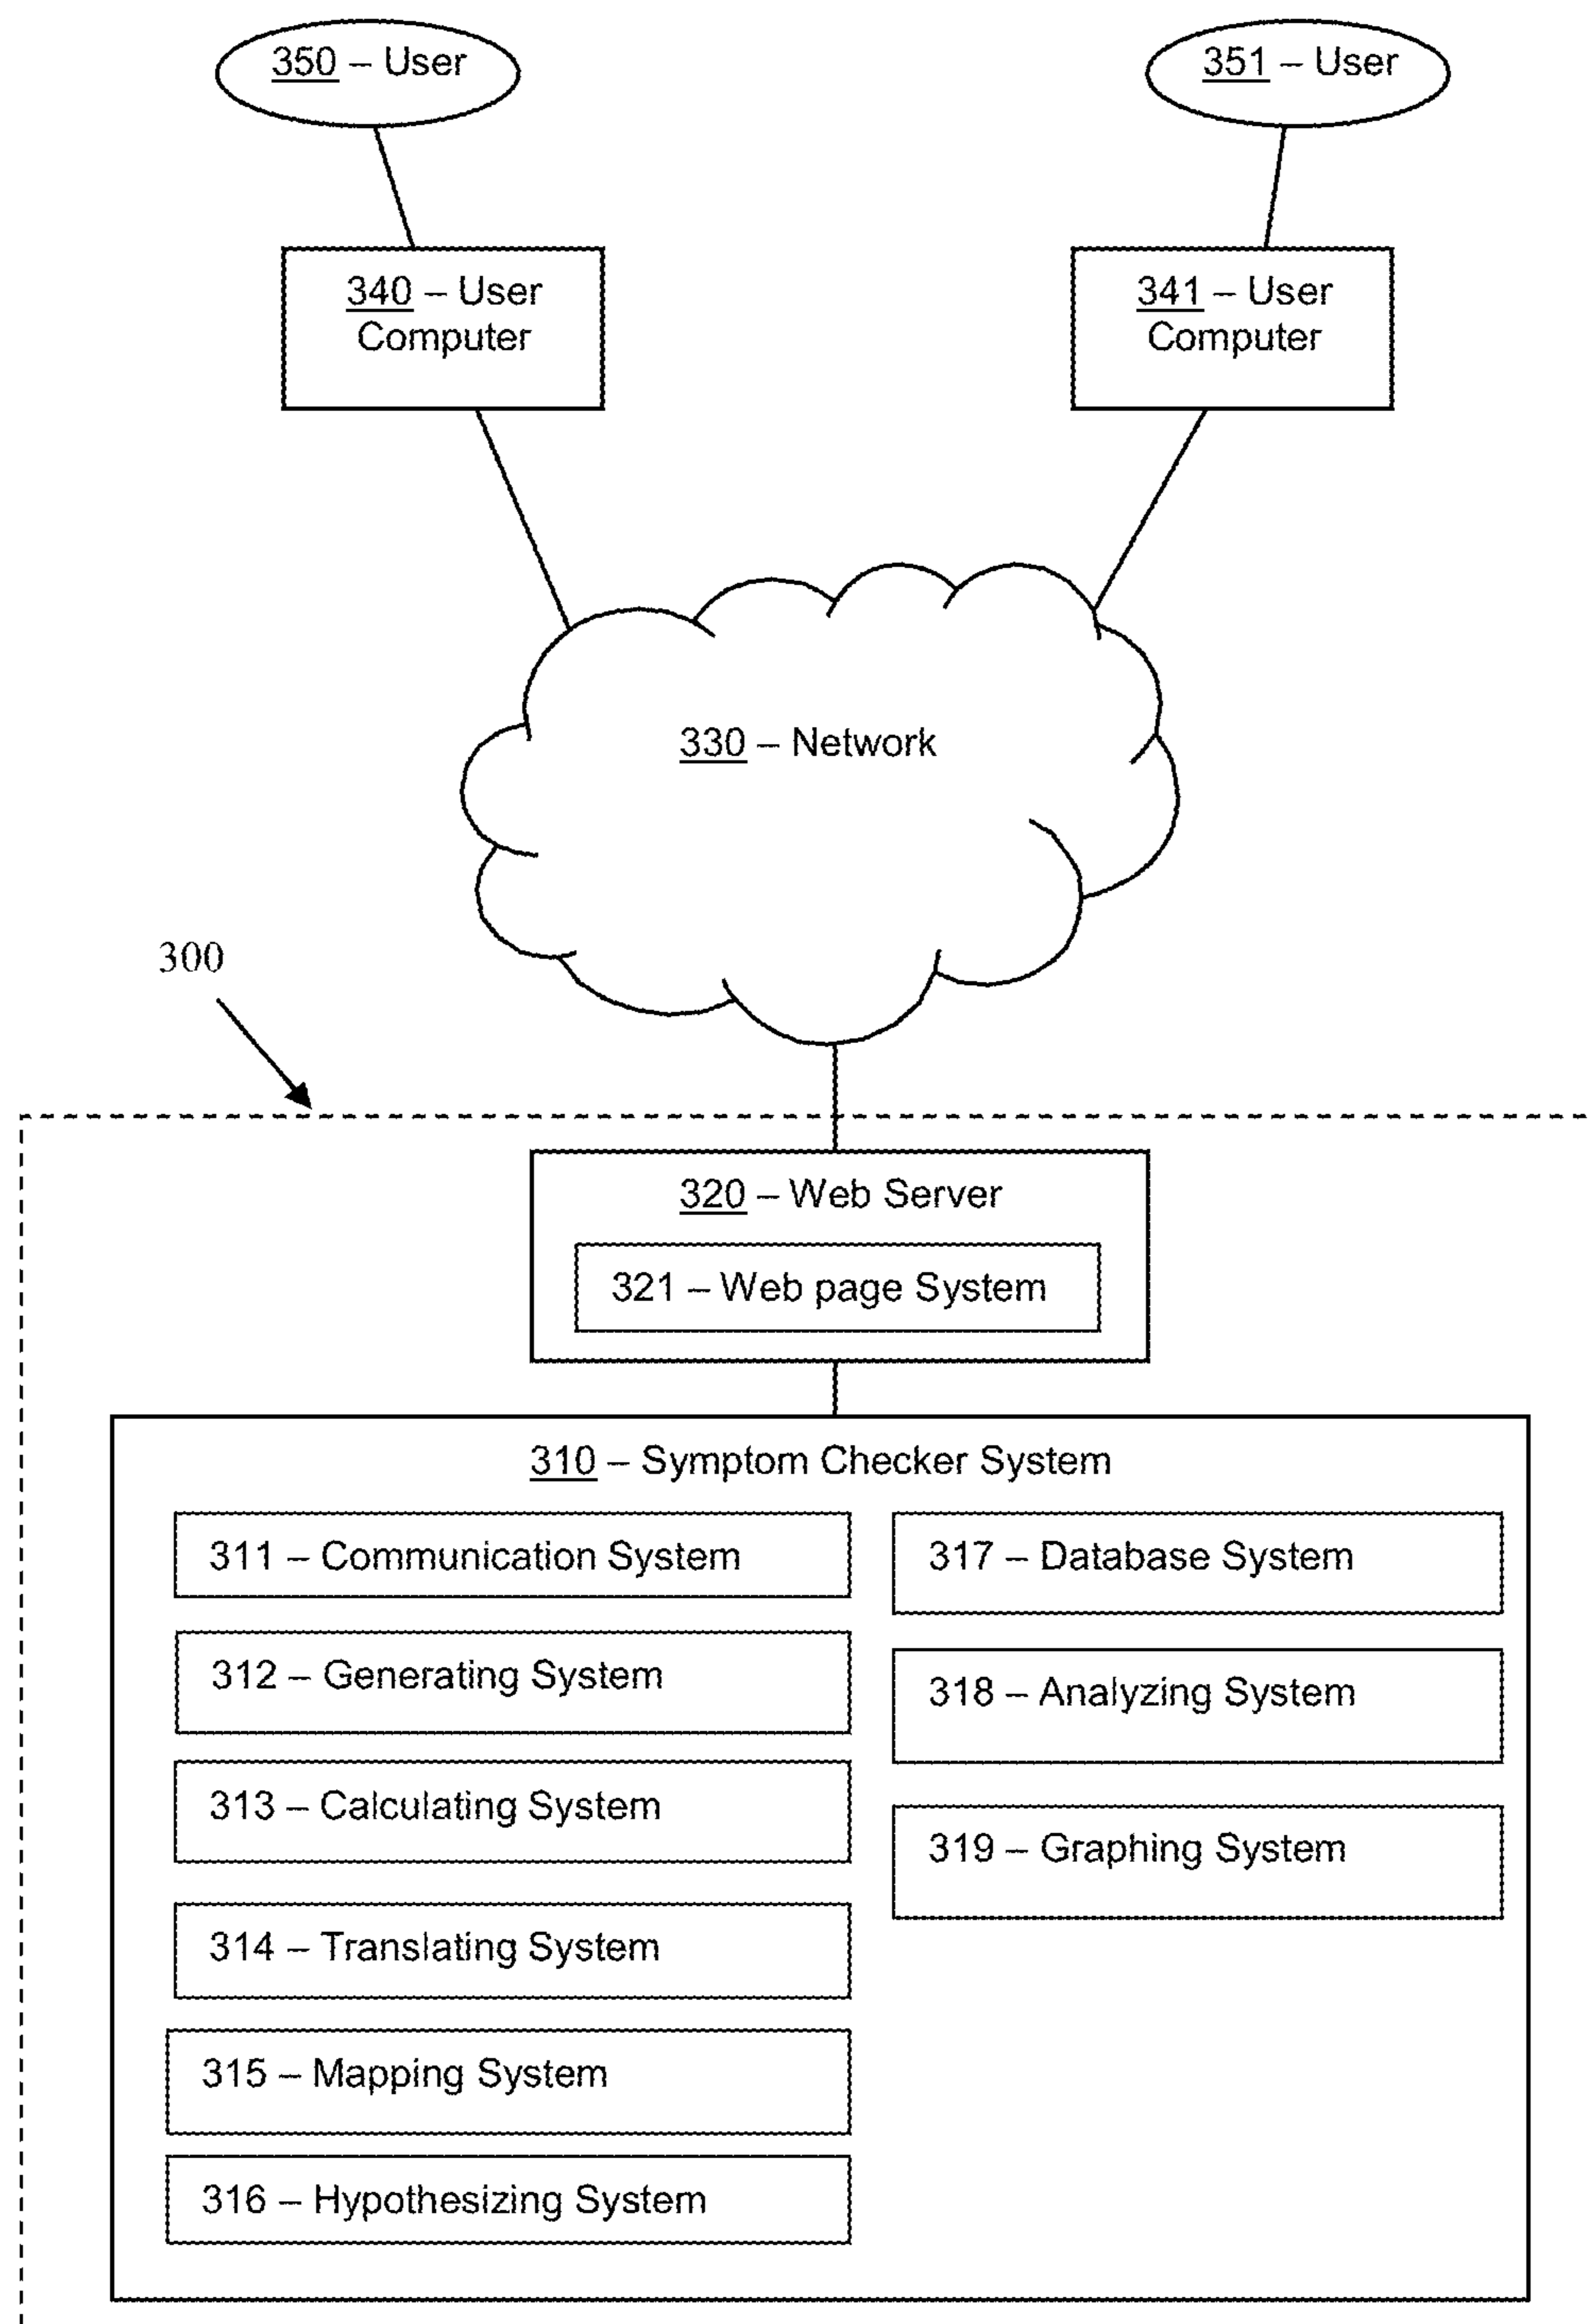 350 – User
351 – User
340 – User
Computer
341 – User
Computer
330 – Network
300
320 – Web Server
321 – Web page System
310 – Symptom Checker System
311 – Communication System
312 – Generating System
313 – Calculating System
314 – Translating System
315 – Mapping System
316 – Hypothesizing System
317 – Database System
318 – Analyzing System
319 – Graphing System